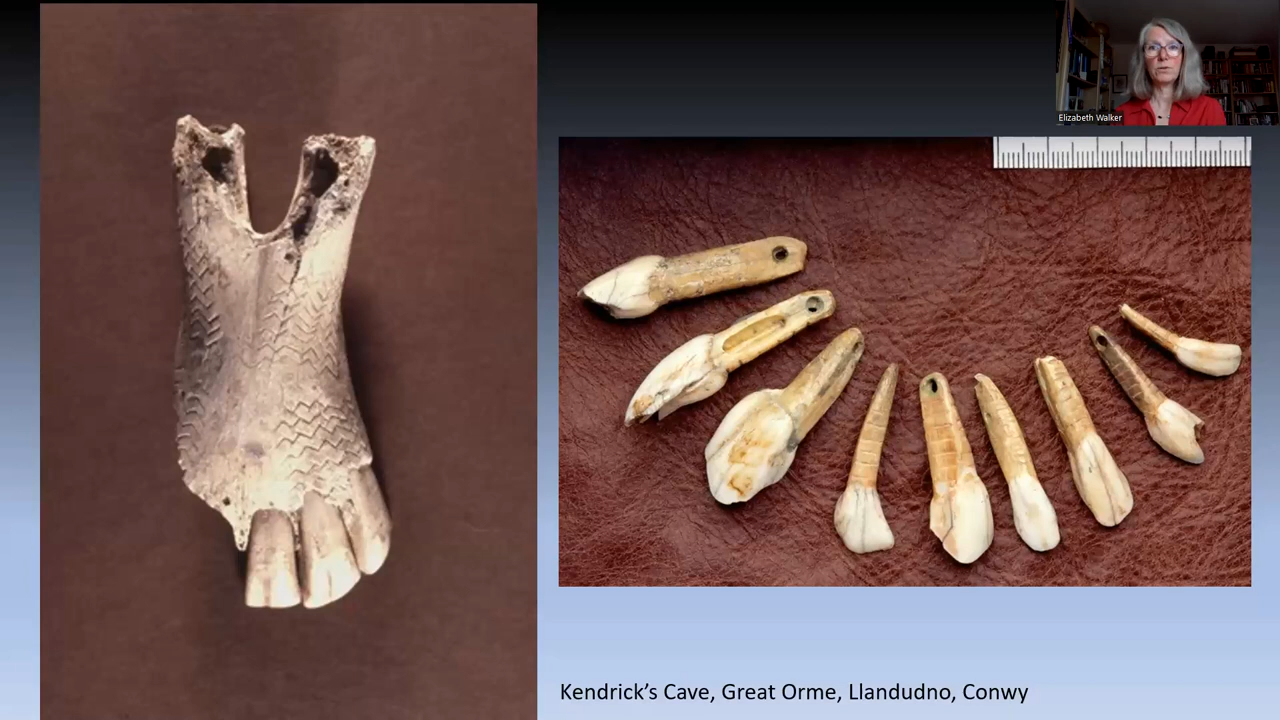 Elizabeth Walker
Kendrick's Cave, Great Orme, Llandudno, Conwy